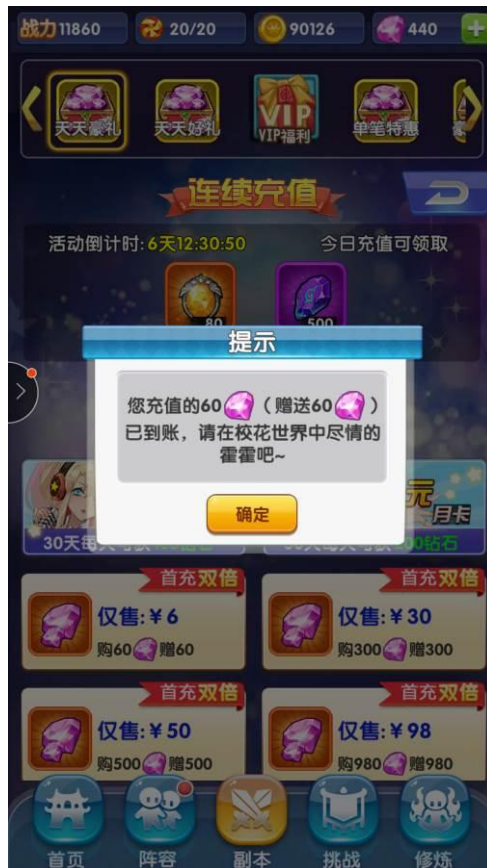 战力11860
20/20
90126
440
天天豪礼
天天好礼
VIP
VIP福利
单笔特惠
连续充值
活动倒计时:6天12:30:50
今日充值可领取
80
500
提示
您充值的60（赠送60）
已到账，请在校花世界中尽情的
霍霍吧~
确定
元
月卡
30天每天
00钻石
首充双倍
仅售:￥6
购60赠60
首充双倍
仅售:￥30
购300赠300
首充双倍
仅售:￥50
购500赠500
首充双倍
仅售:￥98
购980赠980
首页
阵容
副本
挑战
修炼